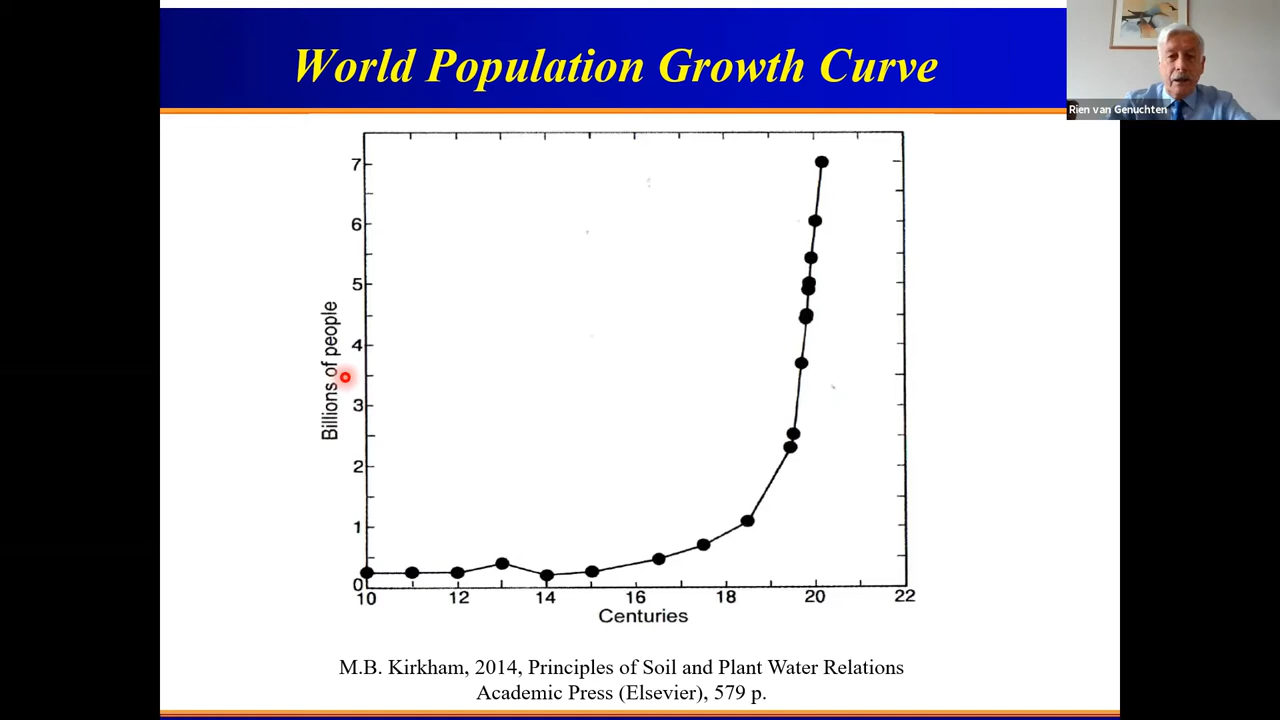 World Population Growth Curve
Rien van Genuchten
7
6
5
4
3
2
1
0
Billions of people
10 12 14 16 18 20 22
Centuries
M.B. Kirkham, 2014, Principles of Soil and Plant Water Relations
Academic Press (Elsevier), 579 p.